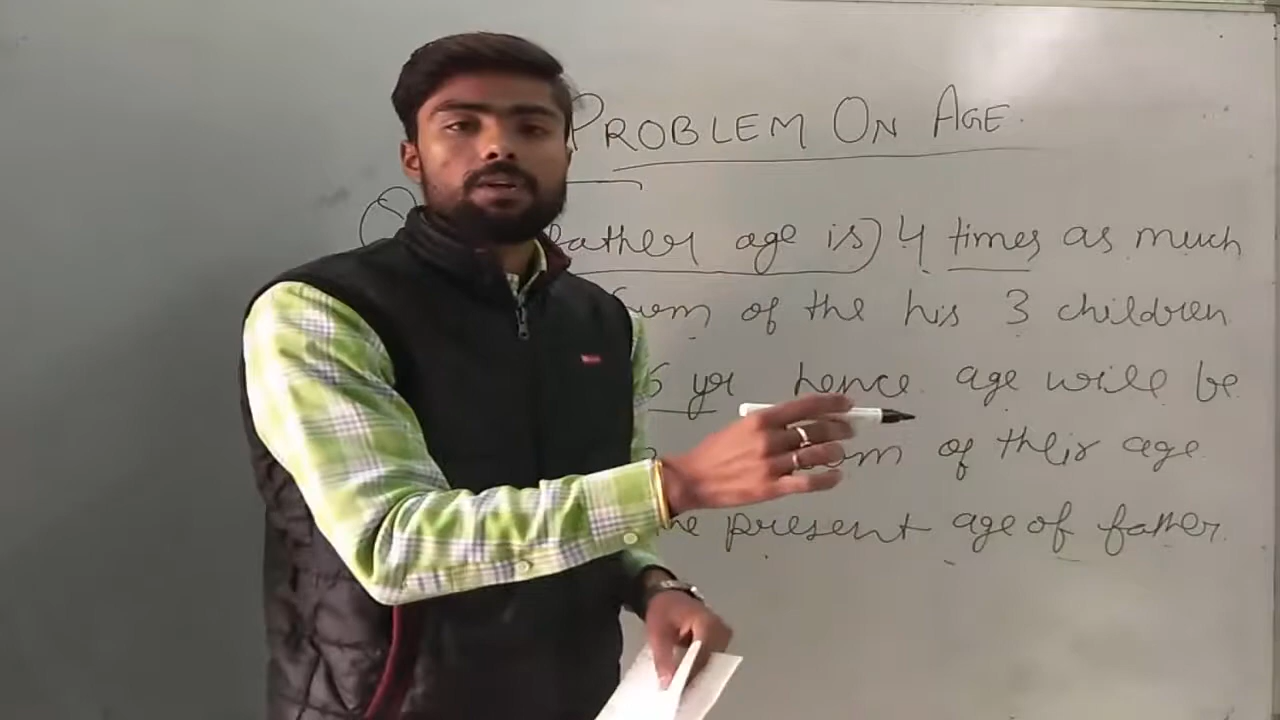 PROBLEM ON AGE.
father age is) 4 times as much
Sum of the his 3 children
yr hence age will be
of their age
present age of father.